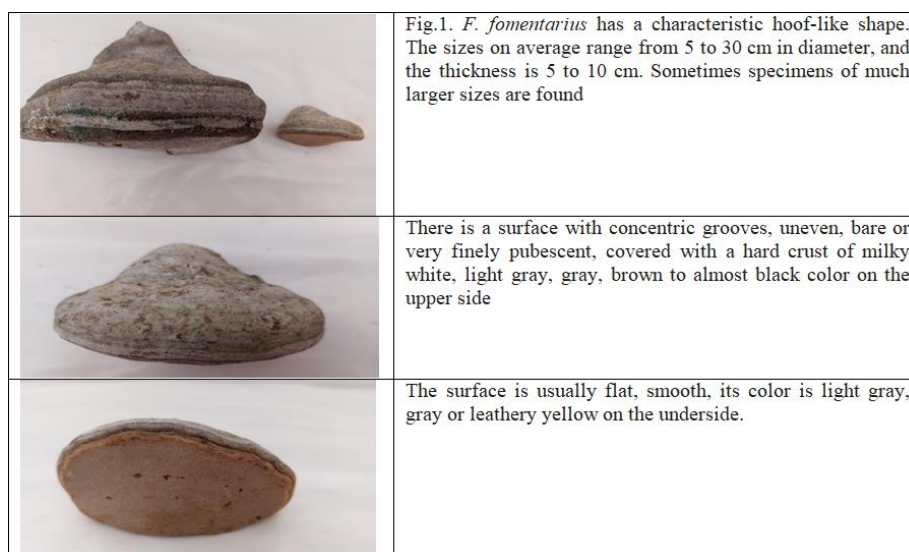 Fig.1. F. fomentarius has a characteristic hoof-like shape.
The sizes on average range from 5 to 30 cm in diameter, and
the thickness is 5 to 10 cm. Sometimes specimens of much
larger sizes are found
There is a surface with concentric grooves, uneven, bare or
very finely pubescent, covered with a hard crust of milky
white, light gray, gray, brown to almost black color on the
upper side
The surface is usually flat, smooth, its color is light gray,
gray or leathery yellow on the underside.